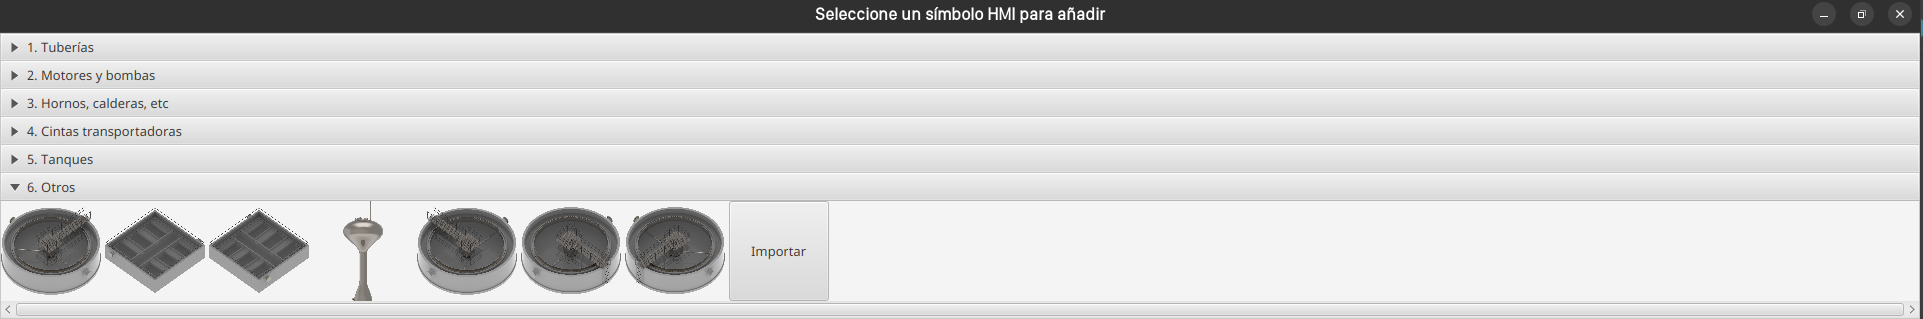 Seleccione un símbolo HMI para añadir
1. Tuberías
2. Motores y bombas
3. Hornos, calderas, etc
4. Cintas transportadoras
5. Tanques
6. Otros
Importar